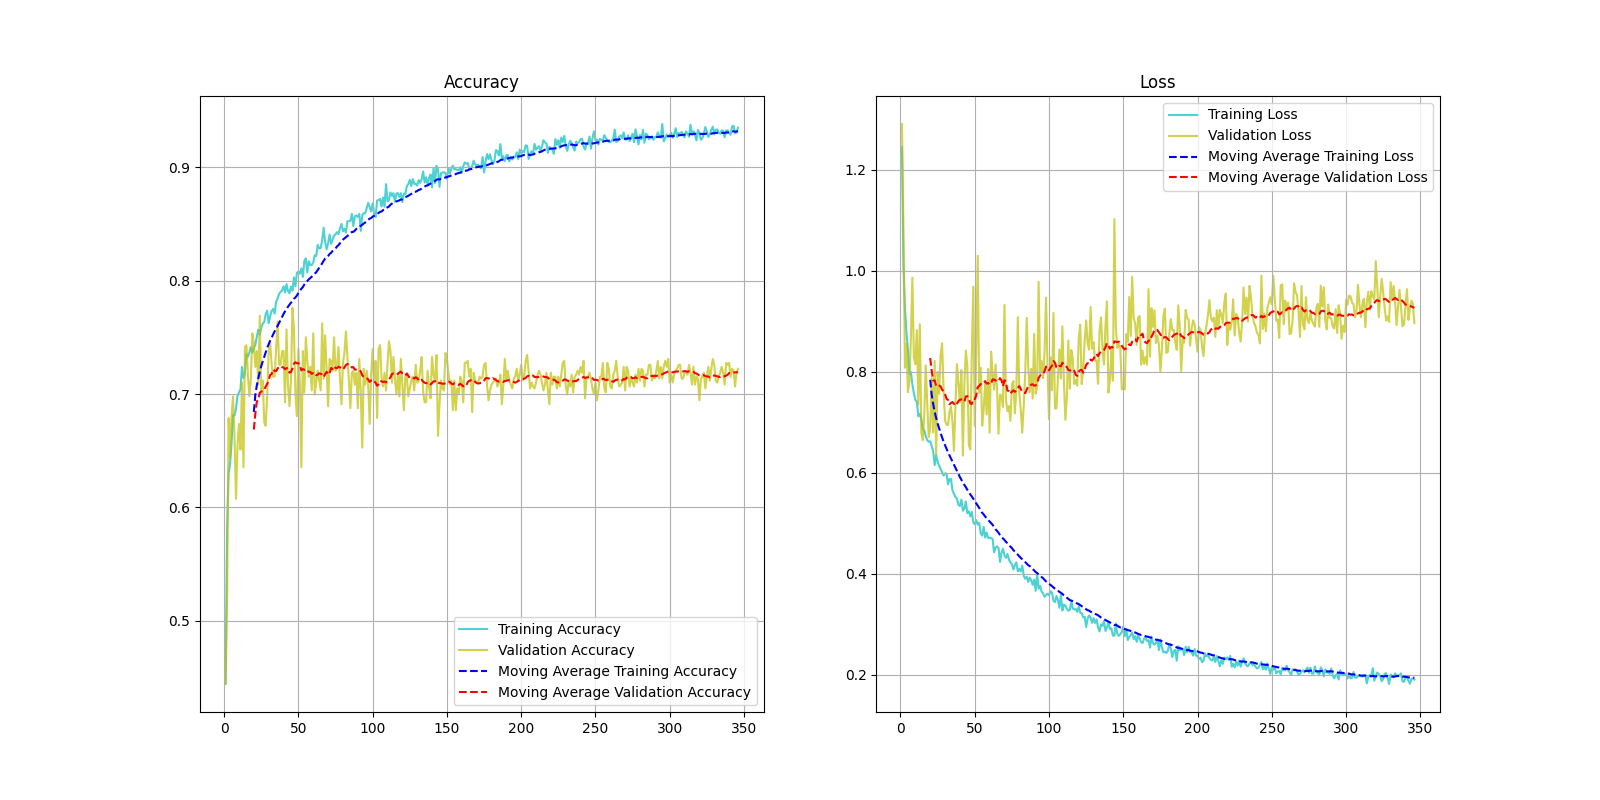 Accuracy
0.9
0.8
0.7
0.6
0.5
0 50 100 150 200 250 300 350
Training Accuracy
Validation Accuracy
Moving Average Training Accuracy
Moving Average Validation Accuracy
Loss
1.2
1.0
0.8
0.6
0.4
0.2
0 50 100 150 200 250 300 350
Training Loss
Validation Loss
Moving Average Training Loss
Moving Average Validation Loss